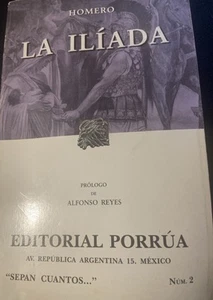 HOMERO
LA ILÍADA
PRÓLOGO
DE
ALFONSO REYES
EDITORIAL PORRÚA
AV. REPÚBLICA ARGENTINA 15. MÉXICO
"SEPAN CUANTOS..." NÚM. 2